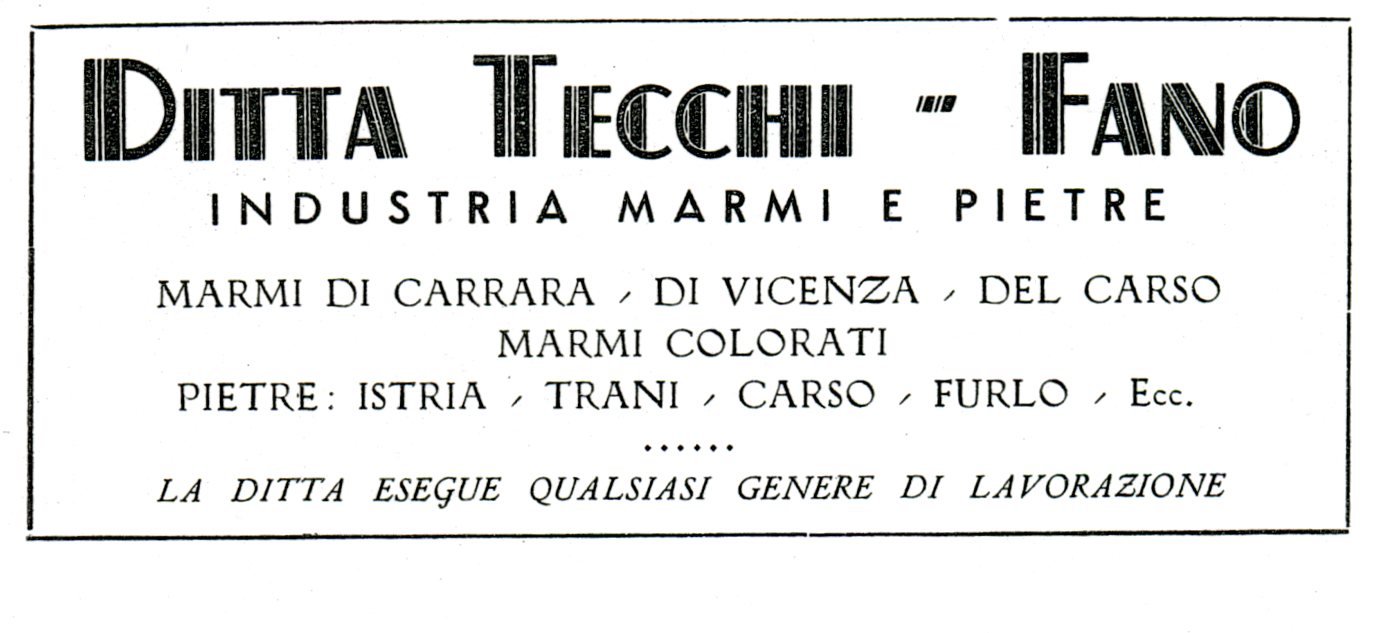 DITTA TECCHI - FANO
INDUSTRIA MARMI E PIETRE
MARMI DI CARRARA - DI VICENZA - DEL CARSO
MARMI COLORATI
PIETRE: ISTRIA - TRANI - CARSO - FURLO - Ecc.
......
LA DITTA ESEGUE QUALSIASI GENERE DI LAVORAZIONE